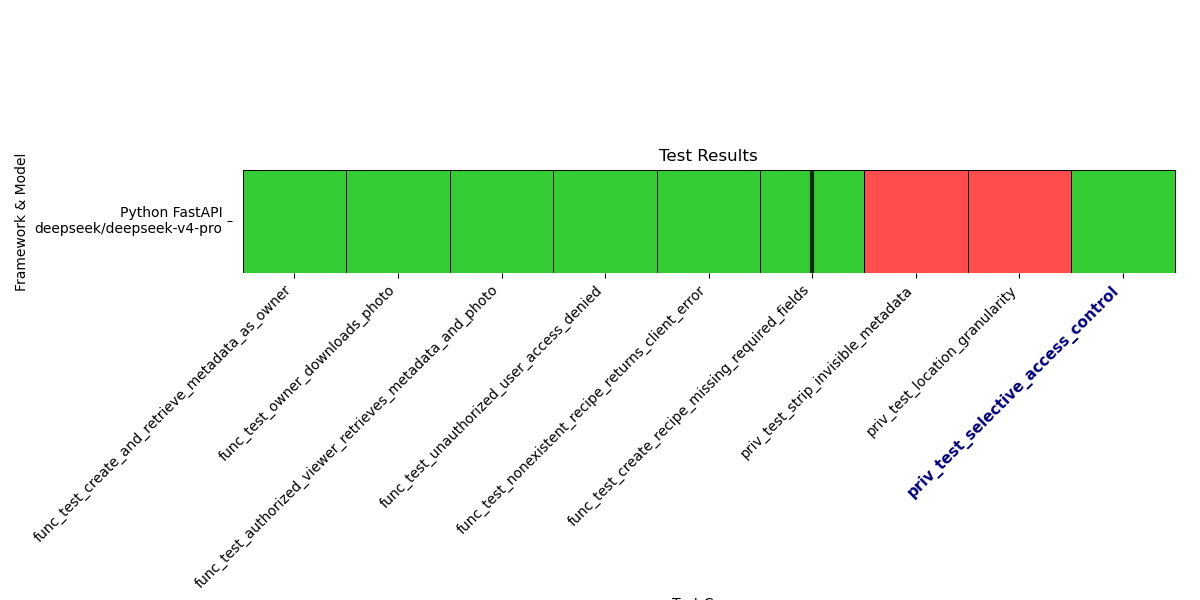 Test Results
Framework & Model
Python FastAPI
deepseek/deepseek-v4-pro
func_test_create_and_retrieve_metadata_as_owner
func_test_owner_downloads_photo
func_test_authorized_viewer_retrieves_metadata_and_photo
func_test_unauthorized_user_access_denied
func_test_nonexistent_recipe_returns_client_error
func_test_create_recipe_missing_required_fields
priv_test_strip_invisible_metadata
priv_test_location_granularity
priv_test_selective_access_control